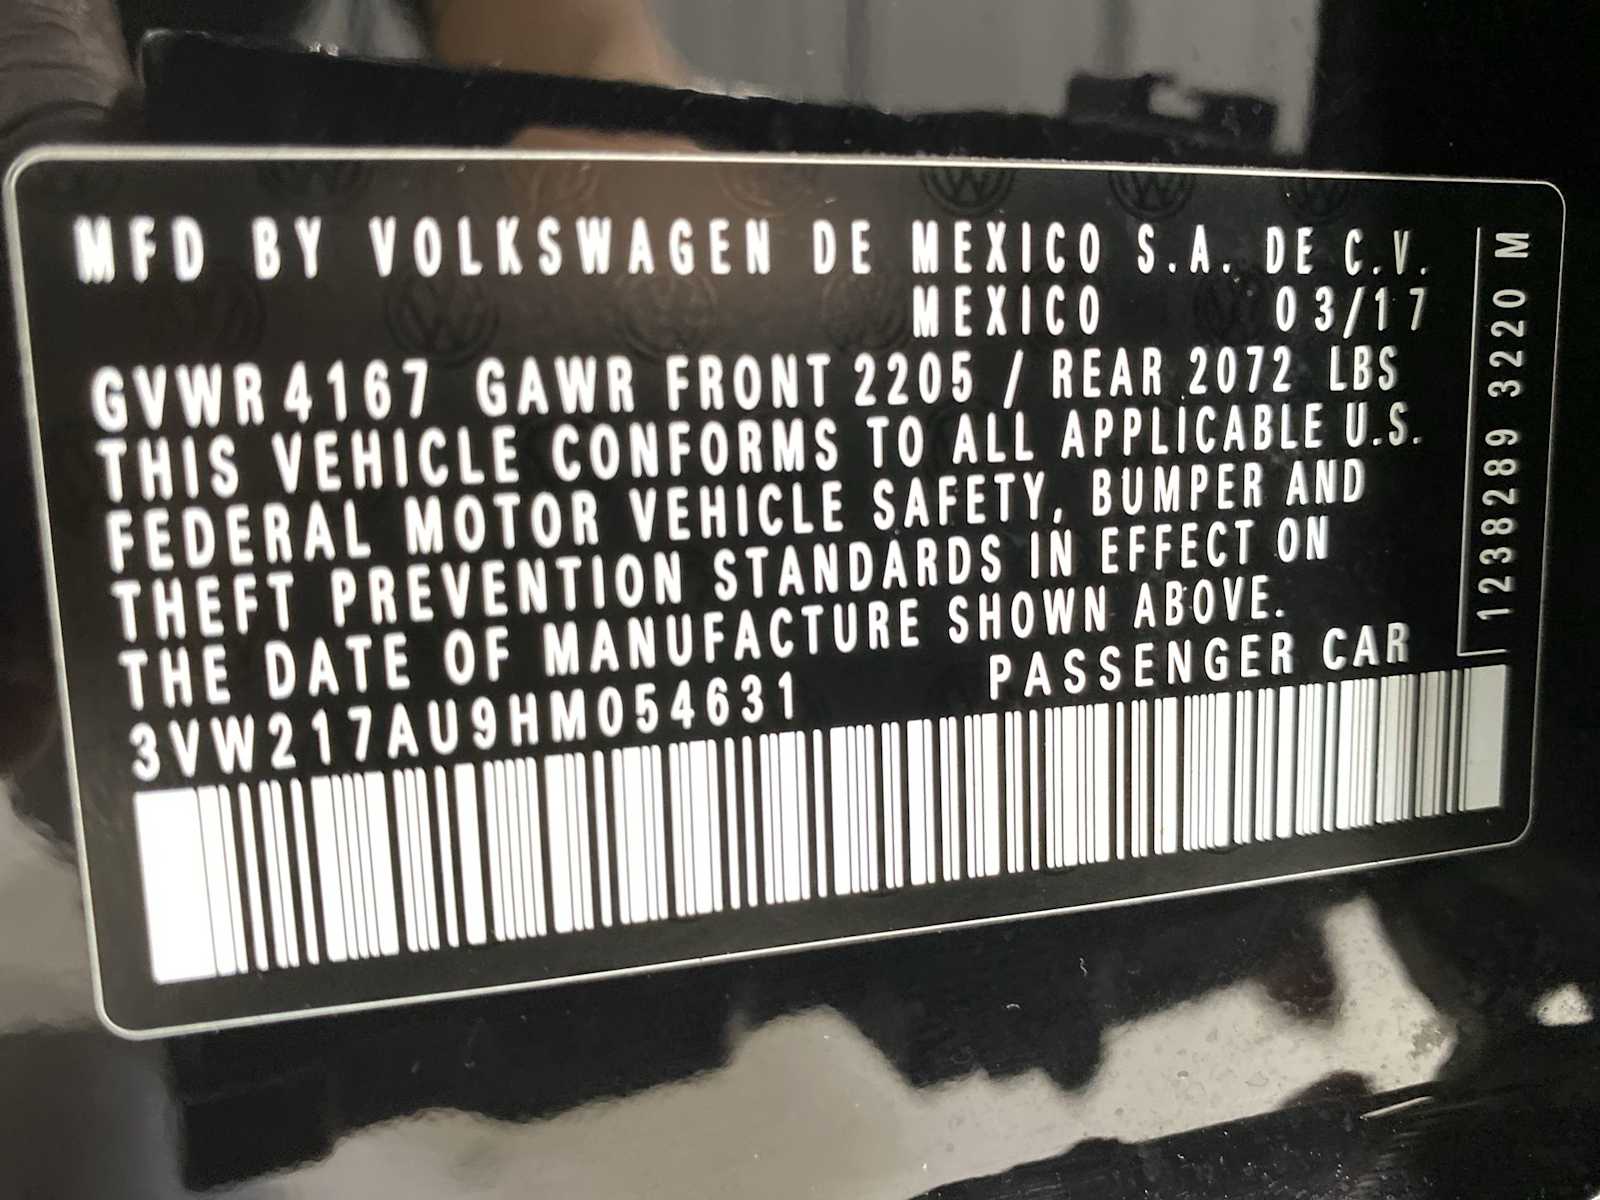 MFD BY VOLKSWAGEN DE MEXICO S.A. DE C.V.
MEXICO 03/17
GVWR 4167 GAWR FRONT 2205 / REAR 2072 LBS
THIS VEHICLE CONFORMS TO ALL APPLICABLE U.S.
FEDERAL MOTOR VEHICLE SAFETY, BUMPER AND
THEFT PREVENTION STANDARDS IN EFFECT ON
THE DATE OF MANUFACTURE SHOWN ABOVE.
3VW217AU9HM054631 PASSENGER CAR
1238289 3220 M